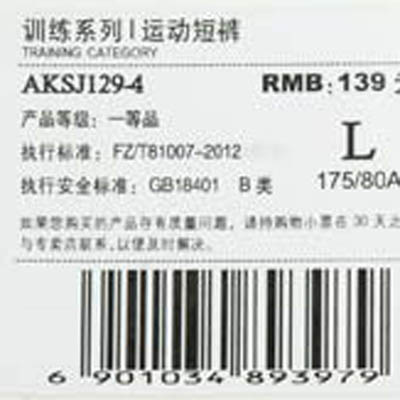 训练系列 | 运动短裤
TRAINING CATEGORY
AKSJ129-4 RMB: 139 元
产品等级: 一等品
执行标准: FZ/T81007-2012 L
执行安全标准: GB18401 B 类 175/80A
如果您购买的产品存有质量问题, 请持购物小票在 30 天之
与专卖店联系, 以便及时解决。
6 901034 893979